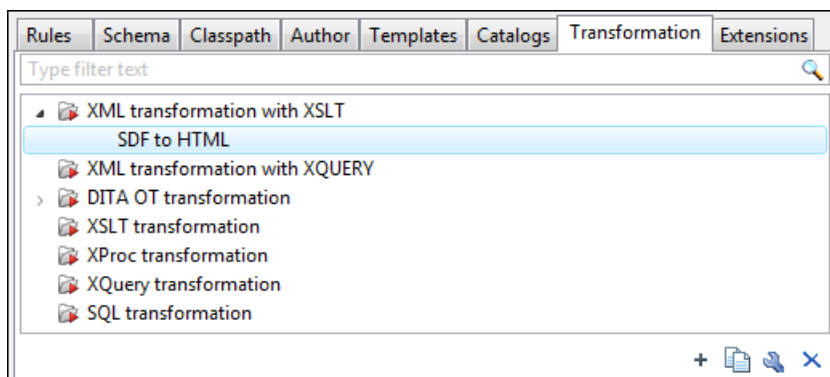 Rules Schema Classpath Author Templates Catalogs Transformation Extensions
Type filter text
XML transformation with XSLT
SDF to HTML
XML transformation with XQUERY
DITA OT transformation
XSLT transformation
XProc transformation
XQuery transformation
SQL transformation